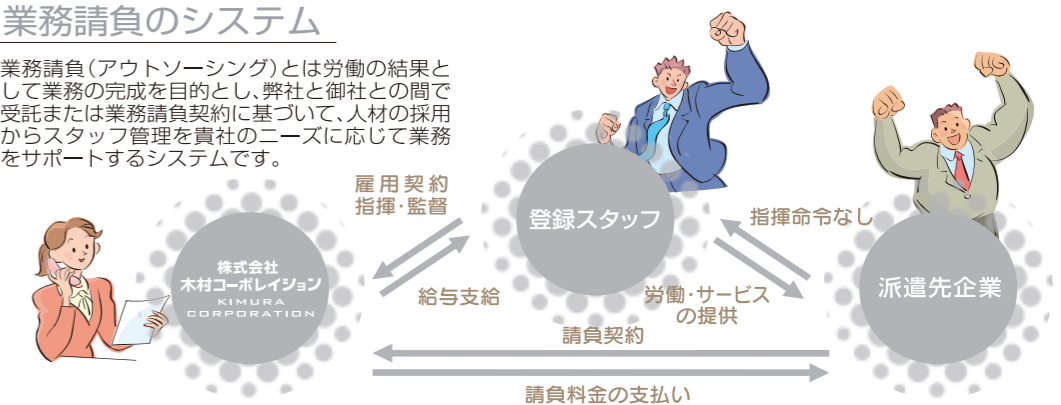 業務請負のシステム
業務請負（アウトソーシング）とは労働の結果と
して業務の完成を目的とし、弊社と御社との間で
受託または業務請負契約に基づいて、人材の採用
からスタッフ管理を貴社のニーズに応じて業務
をサポートするシステムです。
雇用契約
指揮・監督
登録スタッフ
指揮命令なし
株式会社
木村コーポレイション
KIMURA
CORPORATION
給与支給
労働・サービス
の提供
派遣先企業
請負契約
請負料金の支払い